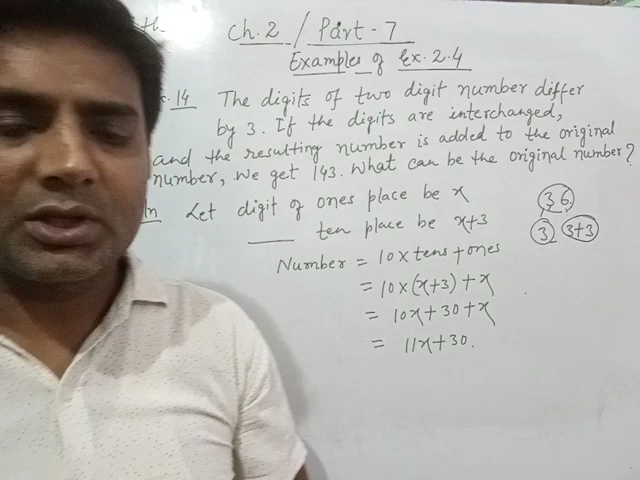 th Ch.2 / Part-7
Examples of Ex. 2.4
. 14 The digits of two digit number differ
by 3. If the digits are interchanged,
and the resulting number is added to the original
number, we get 143. What can be the original number?
ln Let digit of ones place be x
____ ten place be x+3
36
3 3+3
Number = 10 x tens + ones
= 10 x (x+3) + x
= 10x + 30 + x
= 11x + 30.